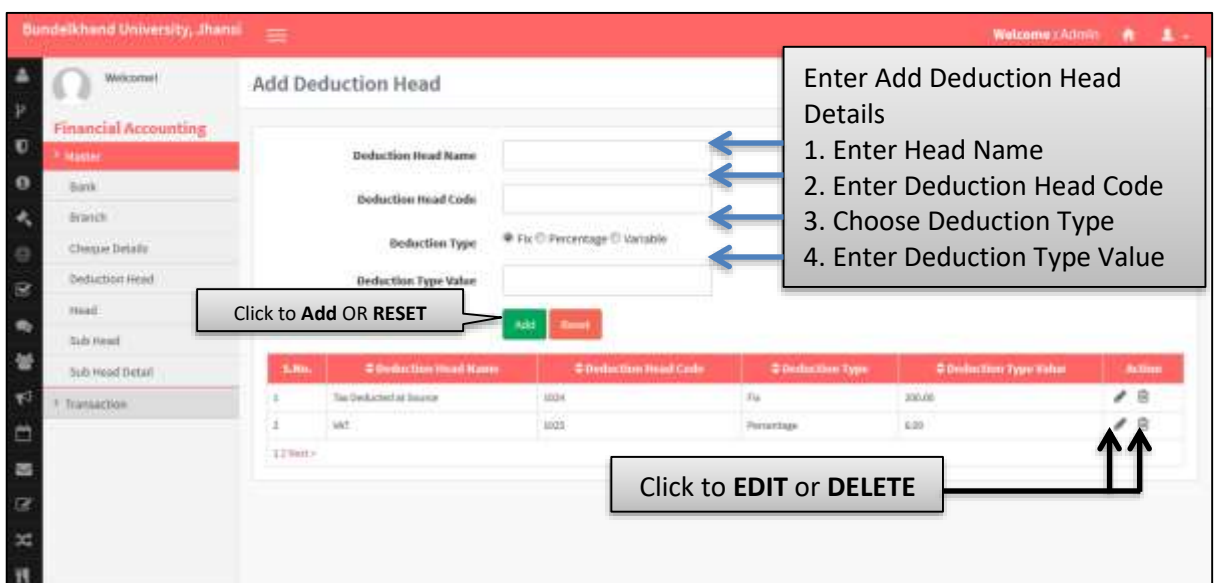 Bundelkhand University, Jhansi
Welcome : Admin
Welcome!
Financial Accounting
Master
Bank
Branch
Cheque Details
Deduction Head
Head
Sub Head
Sub Head Detail
Transaction
Add Deduction Head
Deduction Head Name
Deduction Head Code
Deduction Type
Fix Percentage Variable
Deduction Type Value
Add Reset
Enter Add Deduction Head
Details
1. Enter Head Name
2. Enter Deduction Head Code
3. Choose Deduction Type
4. Enter Deduction Type Value
Click to Add OR RESET
S.No. Deduction Head Name Deduction Head Code Deduction Type Deduction Type Value Action
1 Tax Deducted at Source 1024 Fix 200.00
2 VAT 1025 Percentage
1 2 Next >
Click to EDIT or DELETE